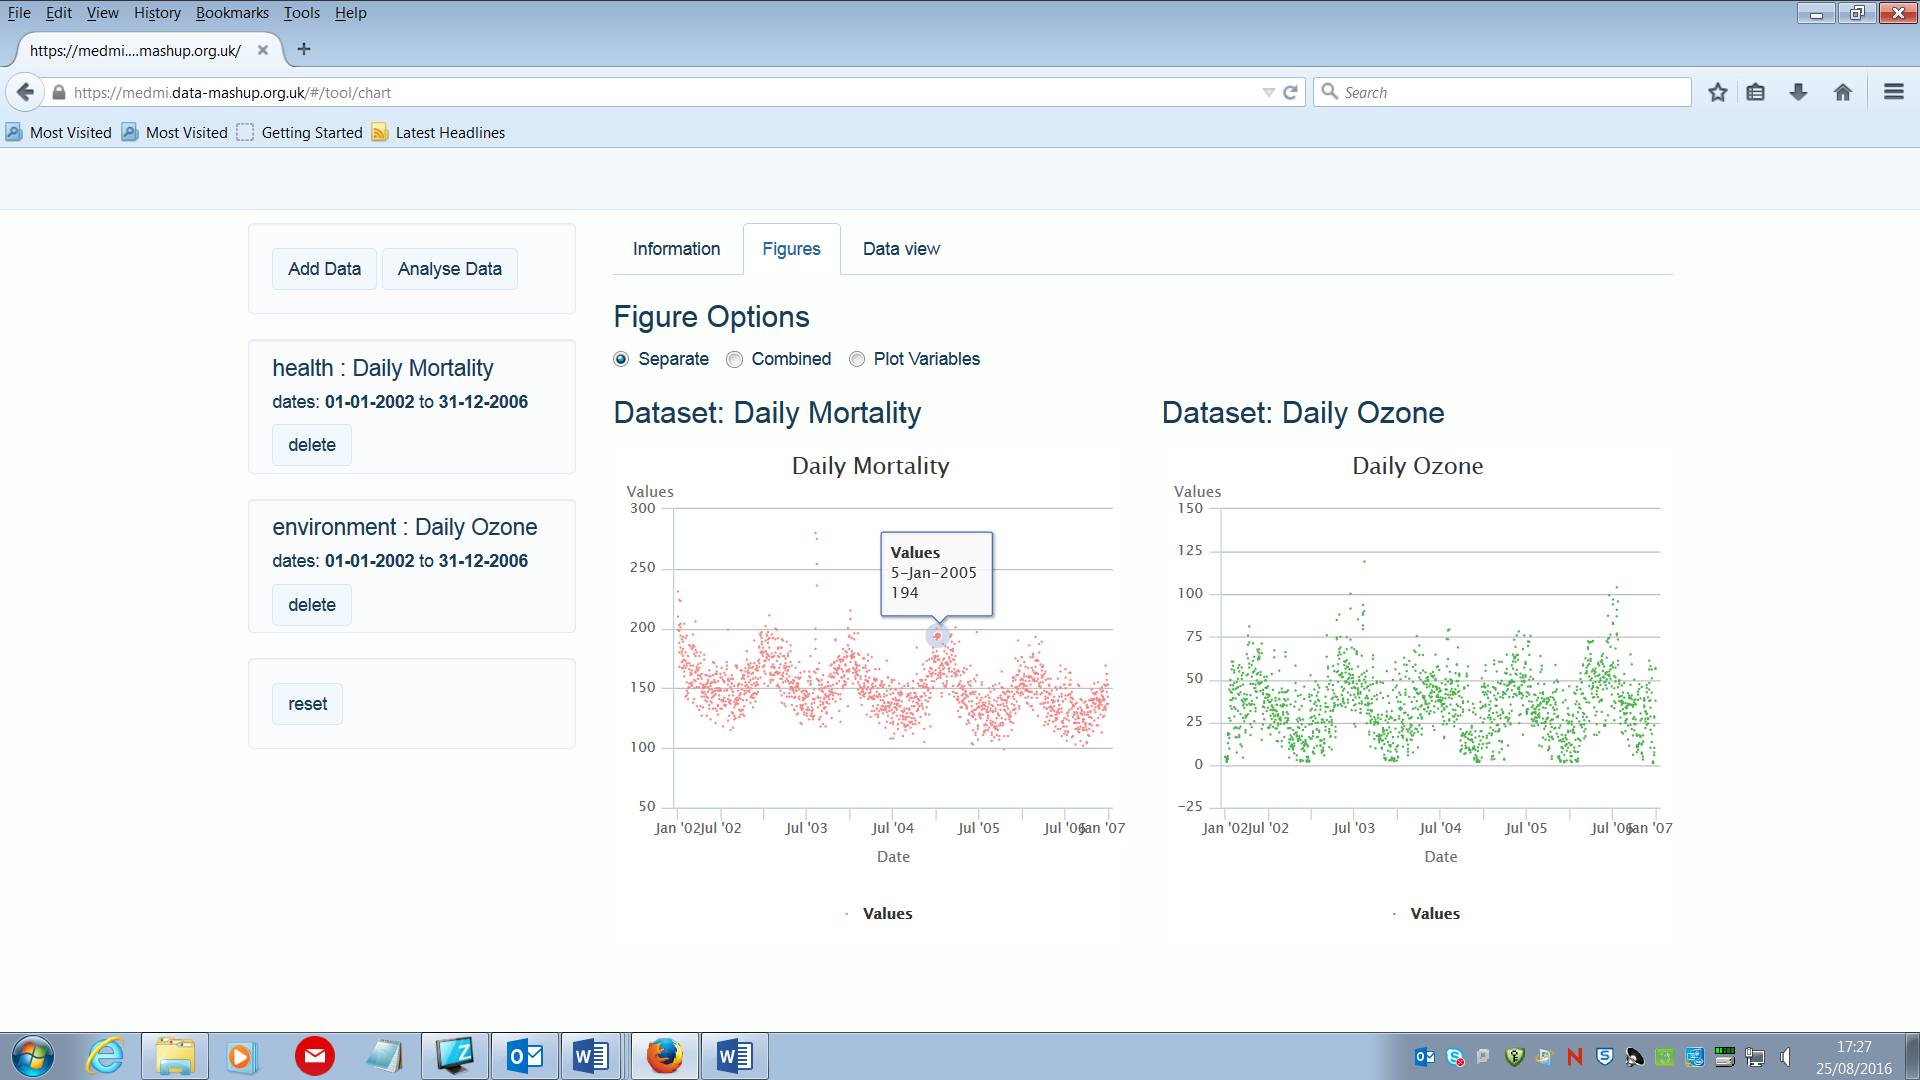 File Edit View History Bookmarks Tools Help
https://medmi....mashup.org.uk/
https://medmi.data-mashup.org.uk/#/tool/chart
Search
Most Visited Most Visited Getting Started Latest Headlines
Add Data Analyse Data
health : Daily Mortality
dates: 01-01-2002 to 31-12-2006
delete
environment : Daily Ozone
dates: 01-01-2002 to 31-12-2006
delete
reset
Information Figures Data view
Figure Options
Separate Combined Plot Variables
Dataset: Daily Mortality
Daily Mortality
Values
300
250
200
150
100
50
Values
5-Jan-2005
194
Jan '02 Jul '02 Jul '03 Jul '04 Jul '05 Jul '06 Jan '07
Date
Values
Dataset: Daily Ozone
Daily Ozone
Values
150
125
100
75
50
25
0
-25
Jan '02 Jul '02 Jul '03 Jul '04 Jul '05 Jul '06 Jan '07
Date
Values
17:27
25/08/2016